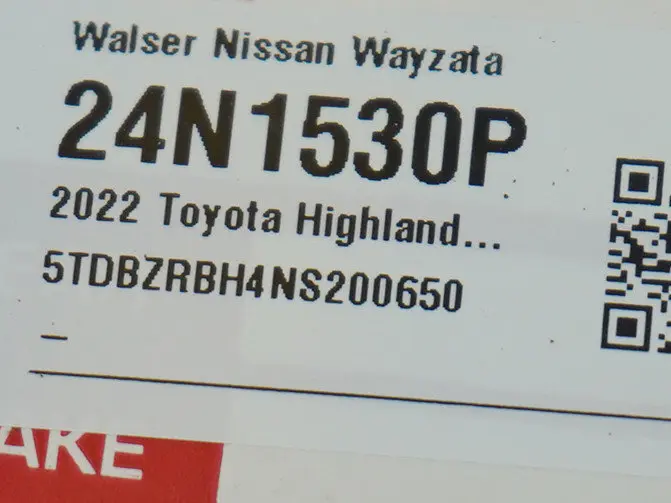 Walser Nissan Wayzata
24N1530P
2022 Toyota Highland...
5TDBZRBH4NS200650
_
AKE